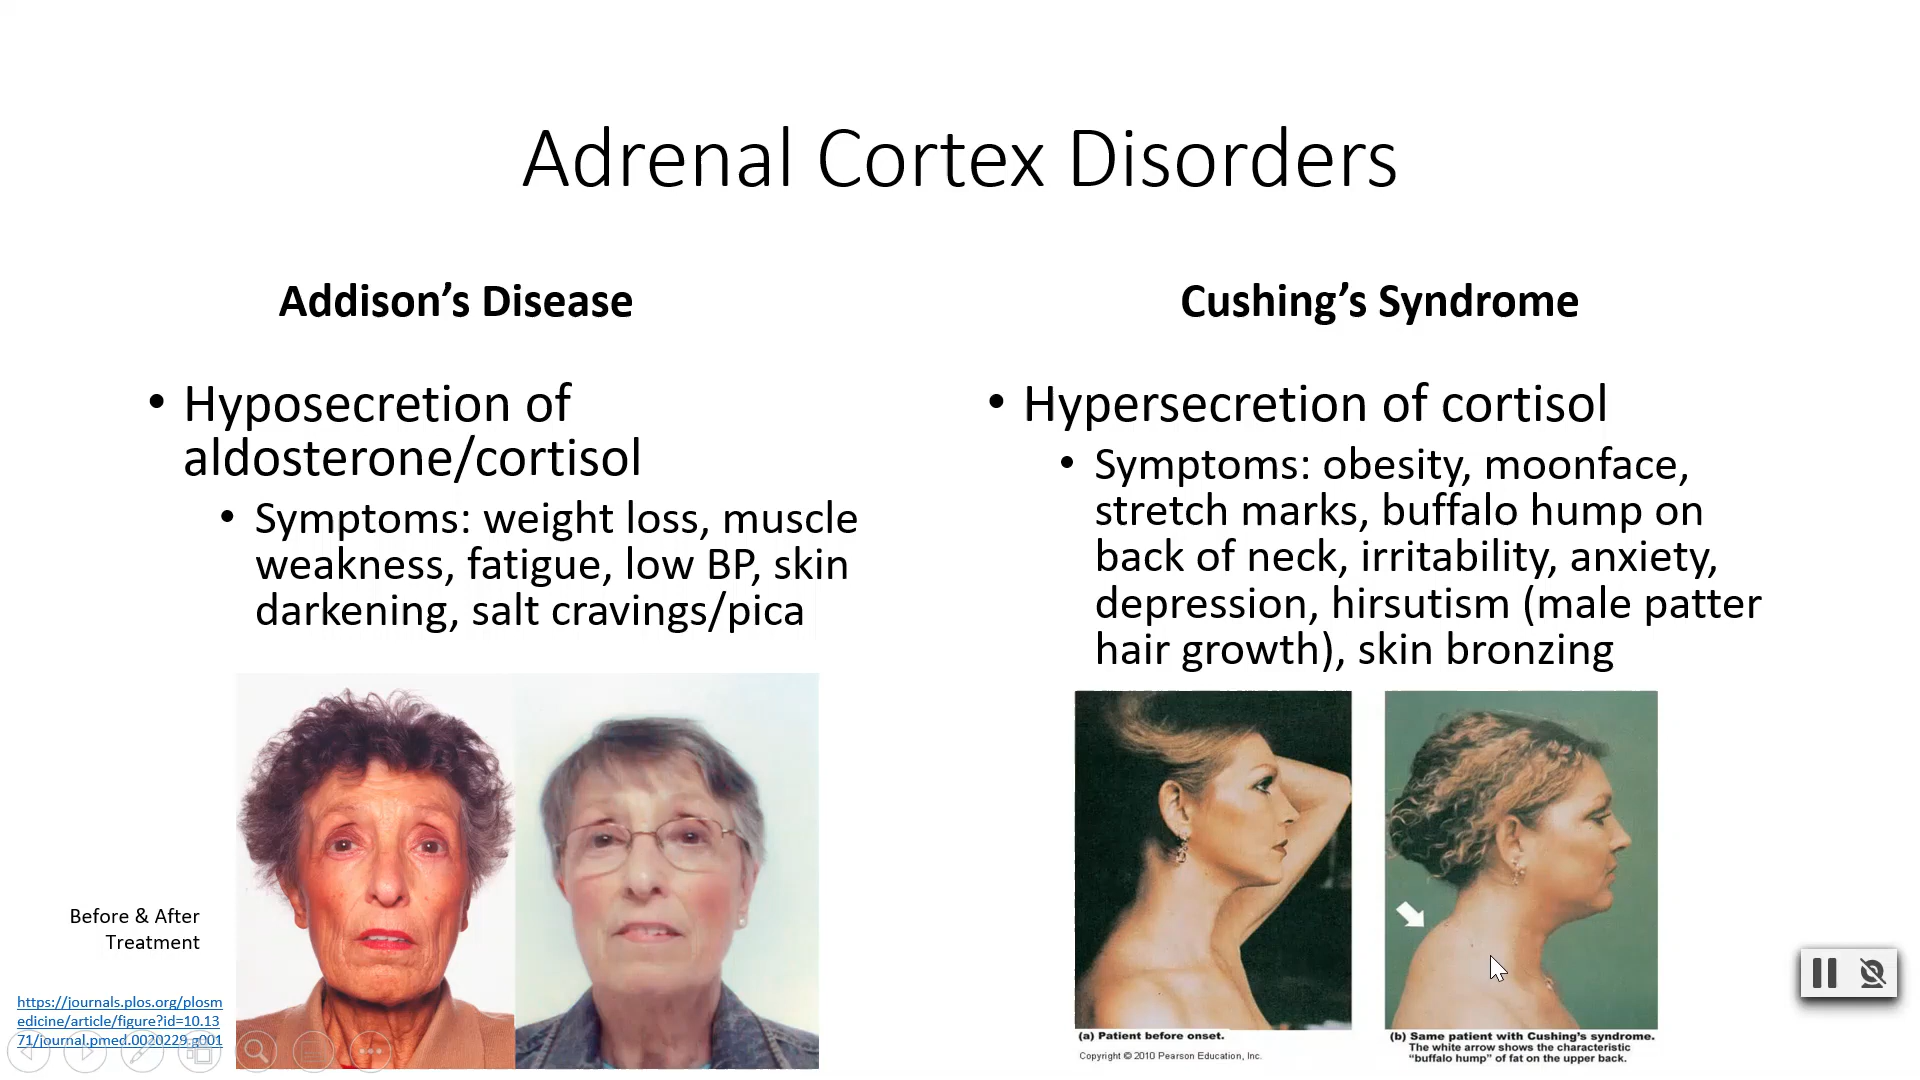 Adrenal Cortex Disorders
Addison’s Disease
• Hyposecretion of
aldosterone/cortisol
• Symptoms: weight loss, muscle
weakness, fatigue, low BP, skin
darkening, salt cravings/pica
Before & After
Treatment
https://journals.plos.org/plosm
edicine/article/figure?id=10.13
71/journal.pmed.0020229.g001
Cushing’s Syndrome
• Hypersecretion of cortisol
• Symptoms: obesity, moonface,
stretch marks, buffalo hump on
back of neck, irritability, anxiety,
depression, hirsutism (male patter
hair growth), skin bronzing
(a) Patient before onset.
Copyright © 2010 Pearson Education, Inc.
(b) Same patient with Cushing’s syndrome.
The white arrow shows the characteristic
“buffalo hump” of fat on the upper back.